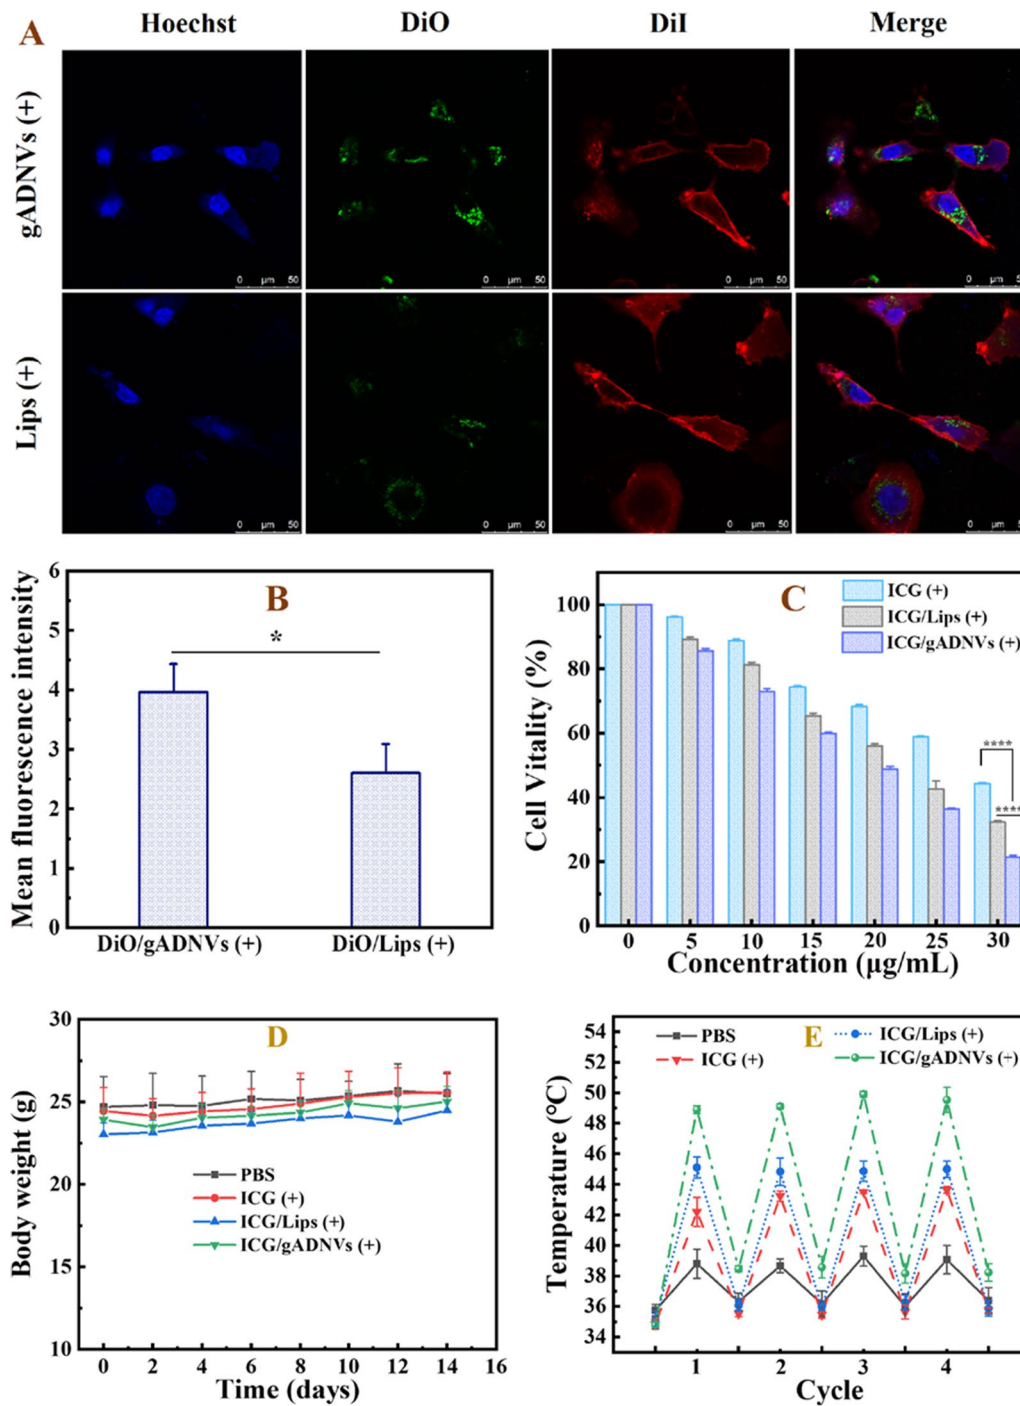 A
Hoechst DiO DiI Merge
gADNVs (+)
0 µm 50 0 µm 50 0 µm 50 0 µm 50
Lips (+)
0 µm 50 0 µm 50 0 µm 50 0 µm 50
B
Mean fluorescence intensity
6
5
4
3
2
1
0
*
DiO/gADNVs (+) DiO/Lips (+)
C
Cell Vitality (%)
100
80
60
40
20
0
ICG (+)
ICG/Lips (+)
ICG/gADNVs (+)
****
****
0 5 10 15 20 25 30
Concentration (µg/mL)
D
Body weight (g)
30
25
20
15
10
PBS
ICG (+)
ICG/Lips (+)
ICG/gADNVs (+)
0 2 4 6 8 10 12 14 16
Time (days)
E
Temperature (°C)
54
52
50
48
46
44
42
40
38
36
34
PBS ICG/Lips (+)
ICG (+) ICG/gADNVs (+)
1 2 3 4
Cycle